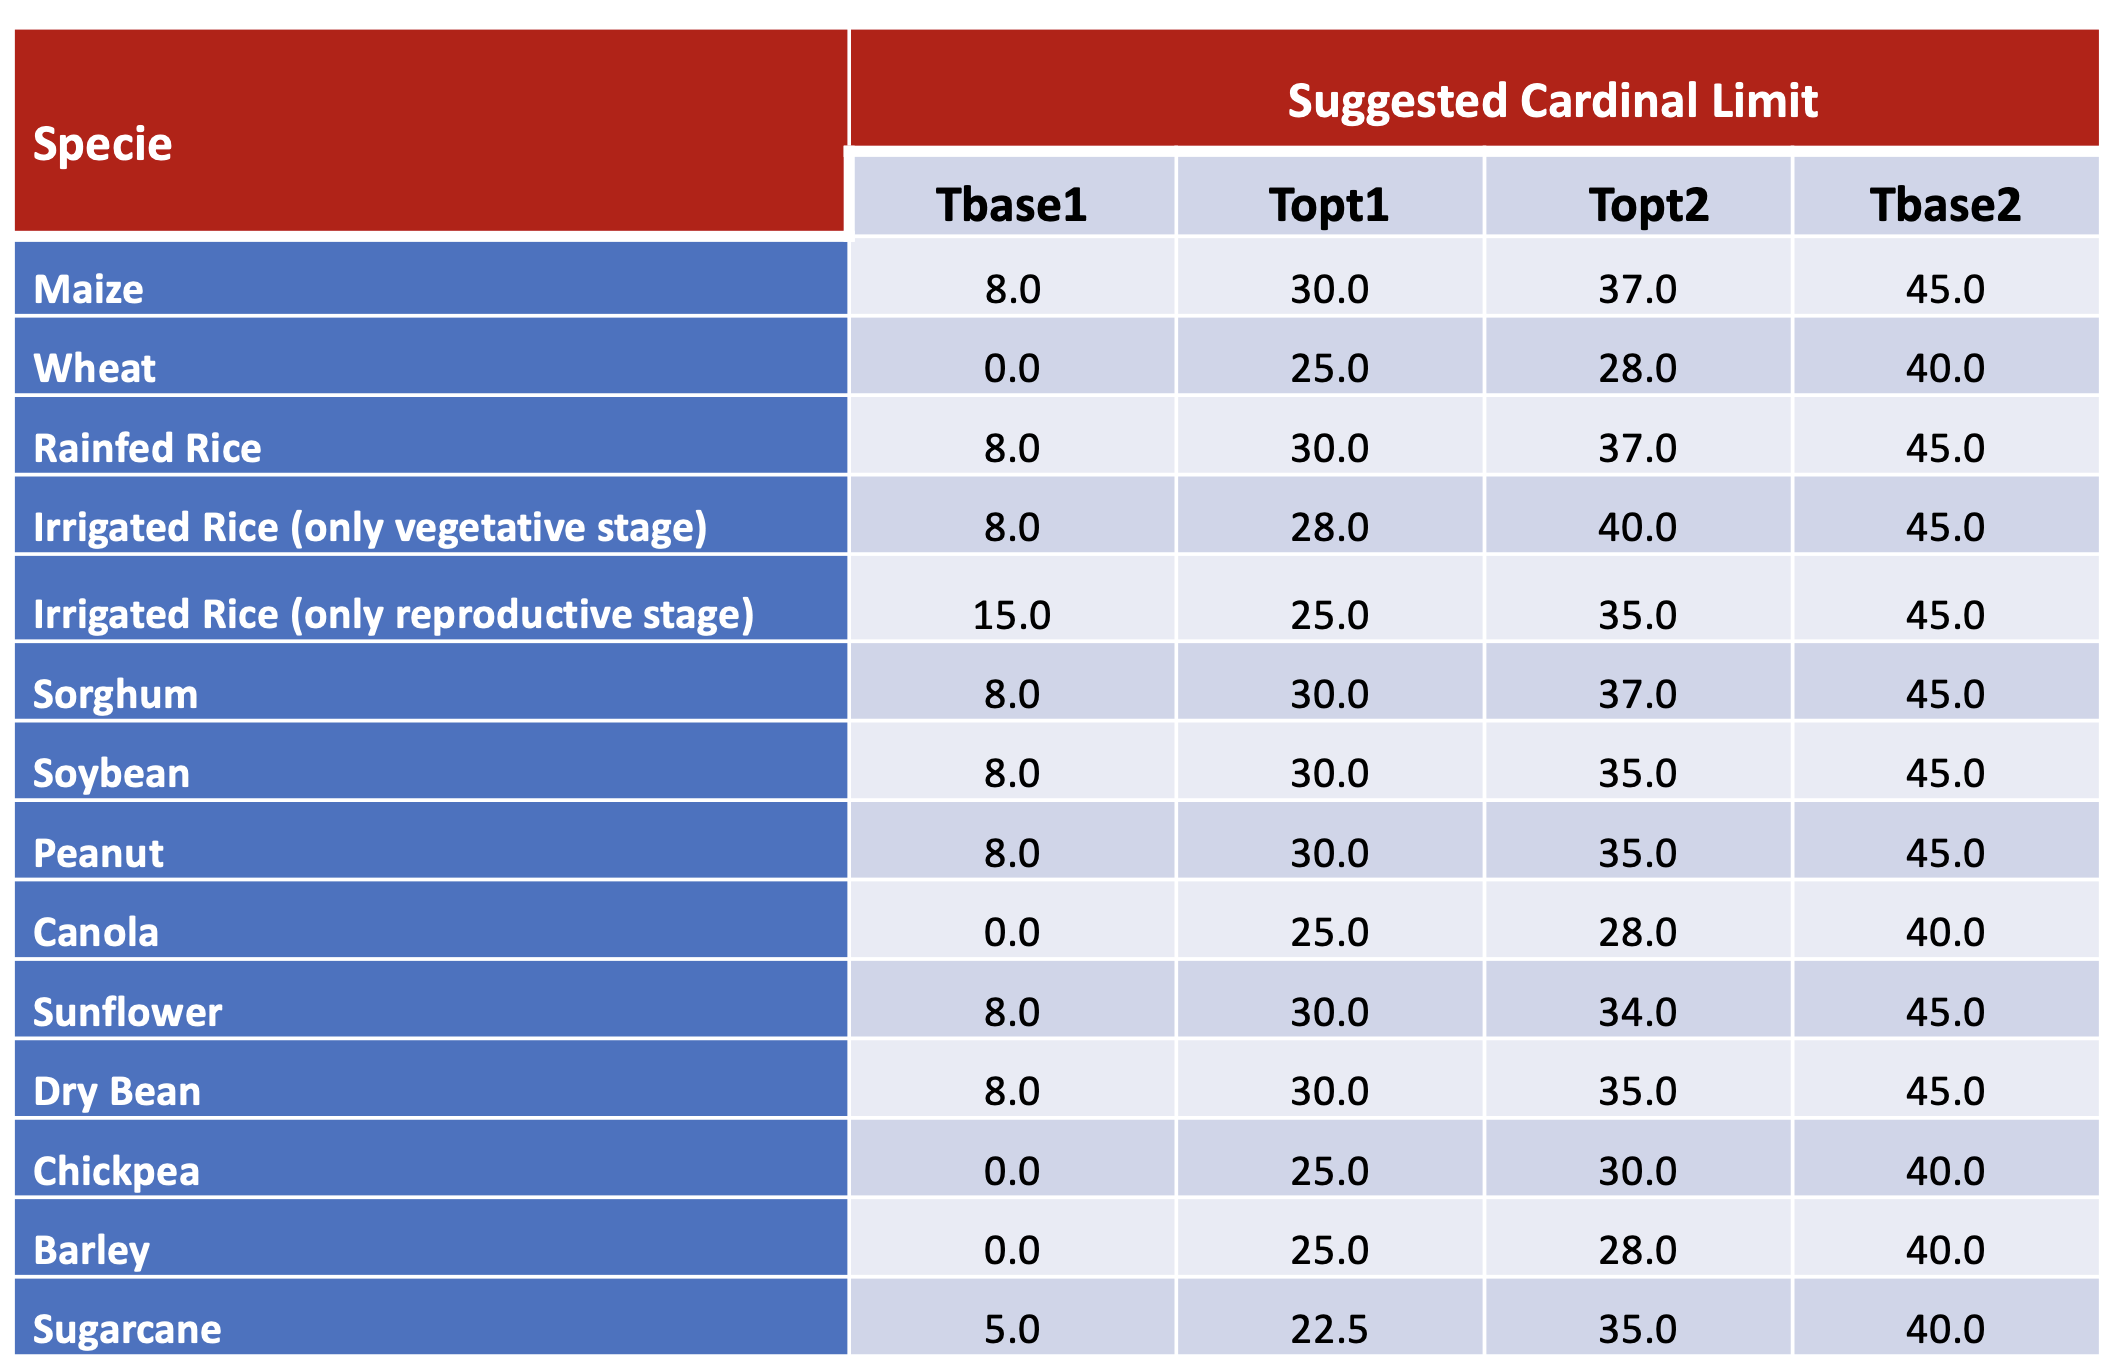 Specie
Suggested Cardinal Limit
Tbase1 Topt1 Topt2 Tbase2
Maize 8.0 30.0 37.0 45.0
Wheat 0.0 25.0 28.0 40.0
Rainfed Rice 8.0 30.0 37.0 45.0
Irrigated Rice (only vegetative stage) 8.0 28.0 40.0 45.0
Irrigated Rice (only reproductive stage) 15.0 25.0 35.0 45.0
Sorghum 8.0 30.0 37.0 45.0
Soybean 8.0 30.0 35.0 45.0
Peanut 8.0 30.0 35.0 45.0
Canola 0.0 25.0 28.0 40.0
Sunflower 8.0 30.0 34.0 45.0
Dry Bean 8.0 30.0 35.0 45.0
Chickpea 0.0 25.0 30.0 40.0
Barley 0.0 25.0 28.0 40.0
Sugarcane 5.0 22.5 35.0 40.0